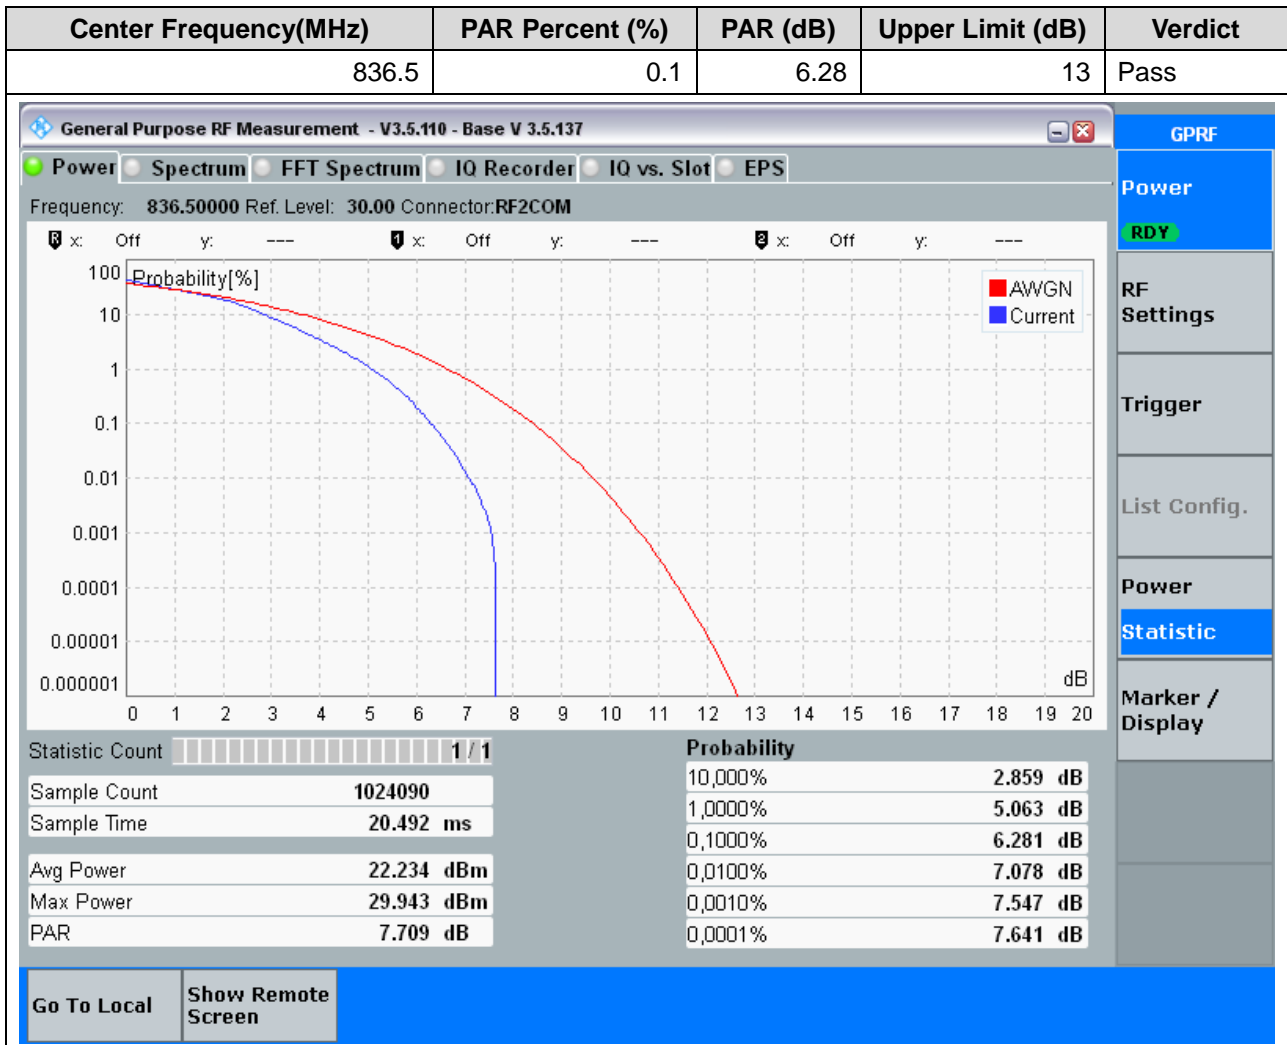 Center Frequency(MHz) PAR Percent (%) PAR (dB) Upper Limit (dB) Verdict
836.5 0.1 6.28 13 Pass
General Purpose RF Measurement - V3.5.110 - Base V 3.5.137
GPRF
Power Spectrum FFT Spectrum IQ Recorder IQ vs. Slot EPS
Power
RDY
Frequency: 836.50000 Ref. Level: 30.00 Connector:RF2COM
R x: Off y: --- 1 x: Off y: --- 2 x: Off y: ---
Probability[%]
AWGN
Current
100
10
1
0.1
0.01
0.001
0.0001
0.00001
0.000001
dB
0 1 2 3 4 5 6 7 8 9 10 11 12 13 14 15 16 17 18 19 20
RF
Settings
Trigger
List Config.
Power
Statistic
Marker /
Display
Statistic Count 1 / 1
Sample Count 1024090
Sample Time 20.492 ms
Avg Power 22.234 dBm
Max Power 29.943 dBm
PAR 7.709 dB
Probability
10,000% 2.859 dB
1,0000% 5.063 dB
0,1000% 6.281 dB
0,0100% 7.078 dB
0,0010% 7.547 dB
0,0001% 7.641 dB
Go To Local
Show Remote
Screen